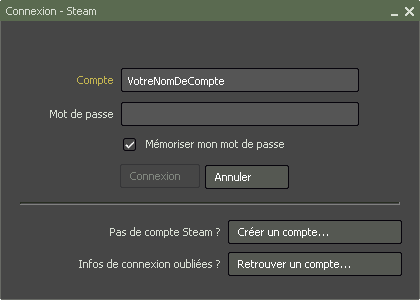 Connexion - Steam
Compte VotreNomDeCompte
Mot de passe
Mémoriser mon mot de passe
Connexion Annuler
Pas de compte Steam ? Créer un compte...
Infos de connexion oubliées ? Retrouver un compte...